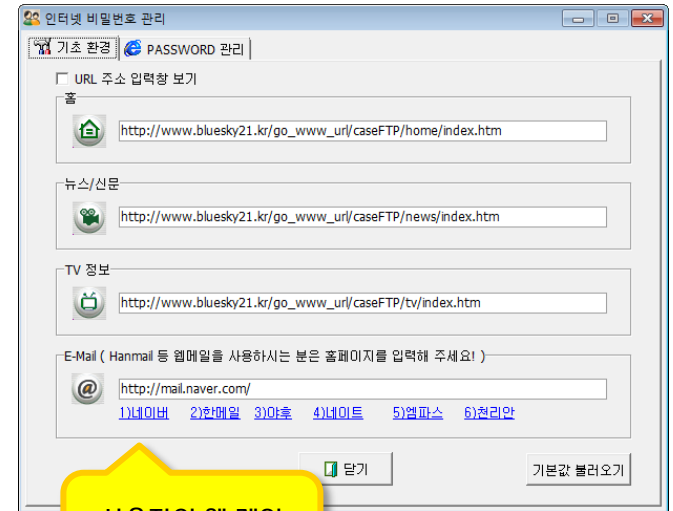 인터넷 비밀번호 관리
기초 환경 PASSWORD 관리
URL 주소 입력창 보기
홈
http://www.bluesky21.kr/go_www_url/caseFTP/home/index.htm
뉴스/신문
http://www.bluesky21.kr/go_www_url/caseFTP/news/index.htm
TV 정보
http://www.bluesky21.kr/go_www_url/caseFTP/tv/index.htm
E-Mail ( Hanmail 등 웹메일을 사용하시는 분은 홈페이지를 입력해 주세요! )
@ http://mail.naver.com/
1)네이버 2)한메일 3)야후 4)네이트 5)엠파스 6)천리안
닫기 기본값 불러오기